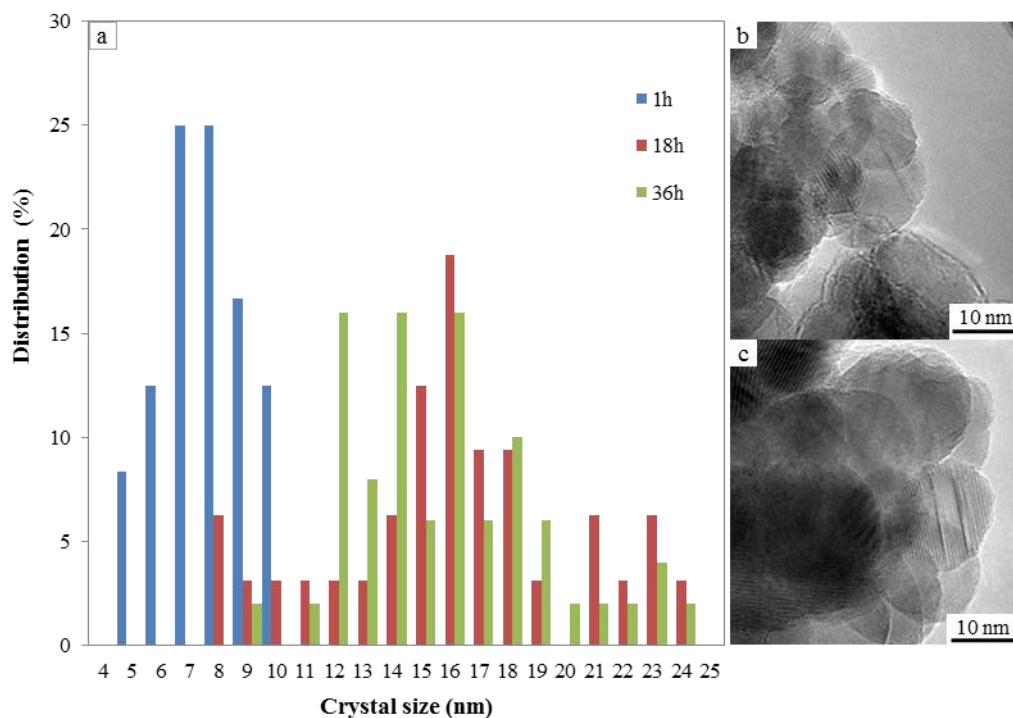 a
30
25
20
15
10
5
0
Distribution (%)
1h
18h
36h
4 5 6 7 8 9 10 11 12 13 14 15 16 17 18 19 20 21 22 23 24 25
Crystal size (nm)
b
10 nm
c
10 nm